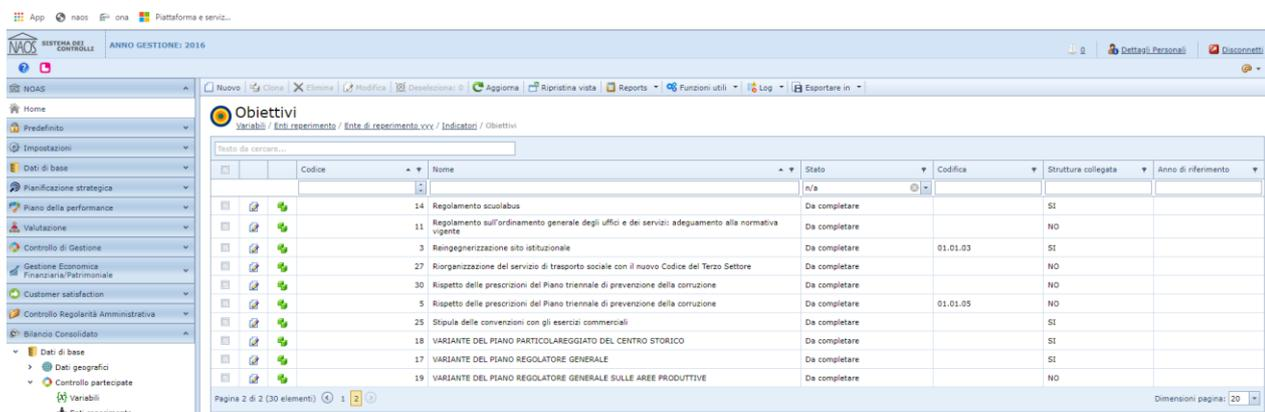 App naos ona Piattaforma e serviz...
NAOS SISTEMA DEI CONTROLLI ANNO GESTIONE: 2016
0 Dettagli Personali Disconnetti
NOAS
Home
Predefinito
Impostazioni
Dati di base
Pianificazione strategica
Piano della performance
Valutazione
Controllo di Gestione
Gestione Economica
Finanziaria/Patrimoniale
Customer satisfaction
Controllo Regolarità Amministrativa
Bilancio Consolidato
Dati di base
Dati geografici
Controllo partecipate
{x} Variabili
Enti reperimento
Nuovo Clona Elimina Modifica Deseleziona: 0 Aggiorna Ripristina vista Reports Funzioni utili Log Esportare in
Obiettivi
Variabili / Enti reperimento / Ente di reperimento yyy / Indicatori / Obiettivi
Testo da cercare...
Codice Nome Stato Codifica Struttura collegata Anno di riferimento
n/a
14 Regolamento scuolabus Da completare SI
11 Regolamento sull'ordinamento generale degli uffici e dei servizi: adeguamento alla normativa
vigente Da completare NO
3 Reingegnerizzazione sito istituzionale Da completare 01.01.03 SI
27 Riorganizzazione del servizio di trasporto sociale con il nuovo Codice del Terzo Settore Da completare NO
30 Rispetto delle prescrizioni del Piano triennale di prevenzione della corruzione Da completare NO
5 Rispetto delle prescrizioni del Piano triennale di prevenzione della corruzione Da completare 01.01.05 NO
25 Stipula delle convenzioni con gli esercizi commerciali Da completare SI
18 VARIANTE DEL PIANO PARTICOLAREGGIATO DEL CENTRO STORICO Da completare SI
17 VARIANTE DEL PIANO REGOLATORE GENERALE Da completare SI
19 VARIANTE DEL PIANO REGOLATORE GENERALE SULLE AREE PRODUTTIVE Da completare NO
Pagina 2 di 2 (30 elementi) 1 2 Dimensioni pagina: 20